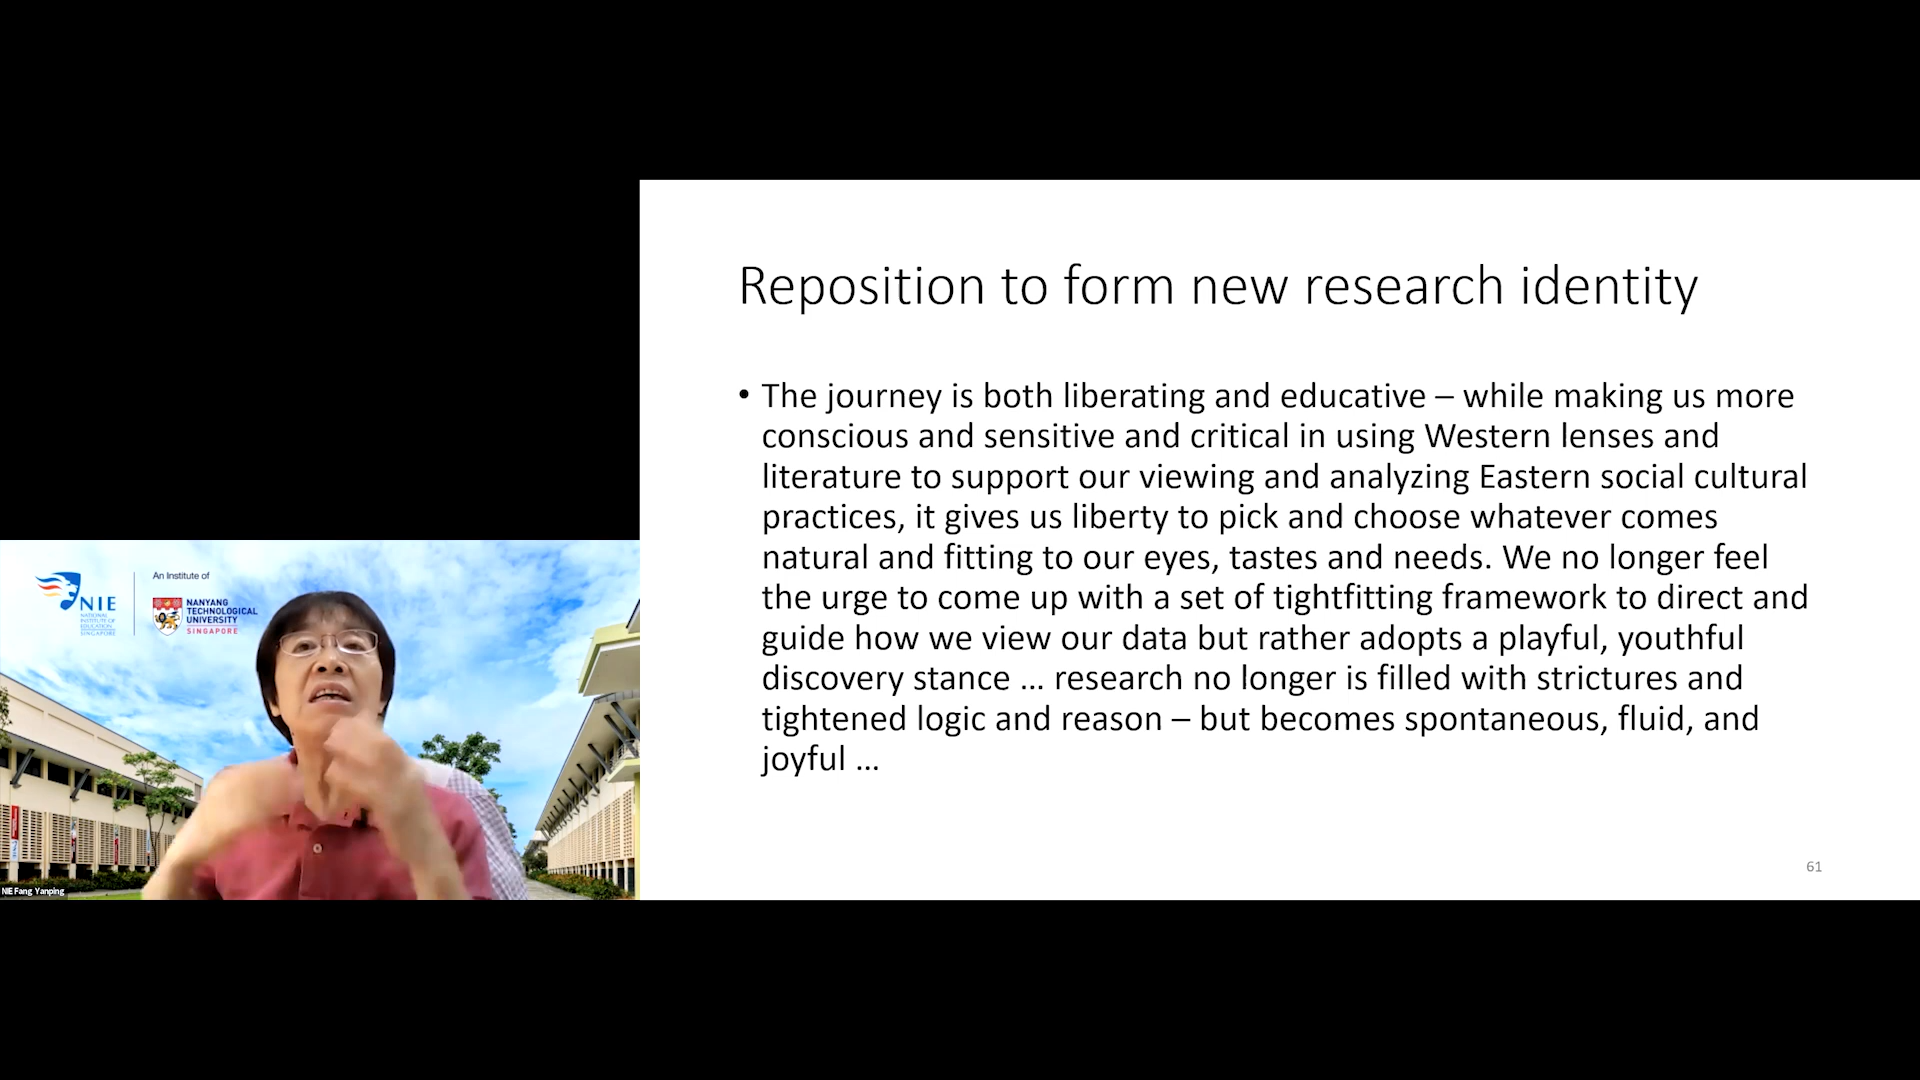 Reposition to form new research identity
• The journey is both liberating and educative – while making us more
conscious and sensitive and critical in using Western lenses and
literature to support our viewing and analyzing Eastern social cultural
practices, it gives us liberty to pick and choose whatever comes
natural and fitting to our eyes, tastes and needs. We no longer feel
the urge to come up with a set of tightfitting framework to direct and
guide how we view our data but rather adopts a playful, youthful
discovery stance ... research no longer is filled with strictures and
tightened logic and reason – but becomes spontaneous, fluid, and
joyful ...
61
NIE
NATIONAL
INSTITUTE OF
EDUCATION
SINGAPORE
An Institute of
NANYANG
TECHNOLOGICAL
UNIVERSITY
SINGAPORE
NIE Fang Yanping